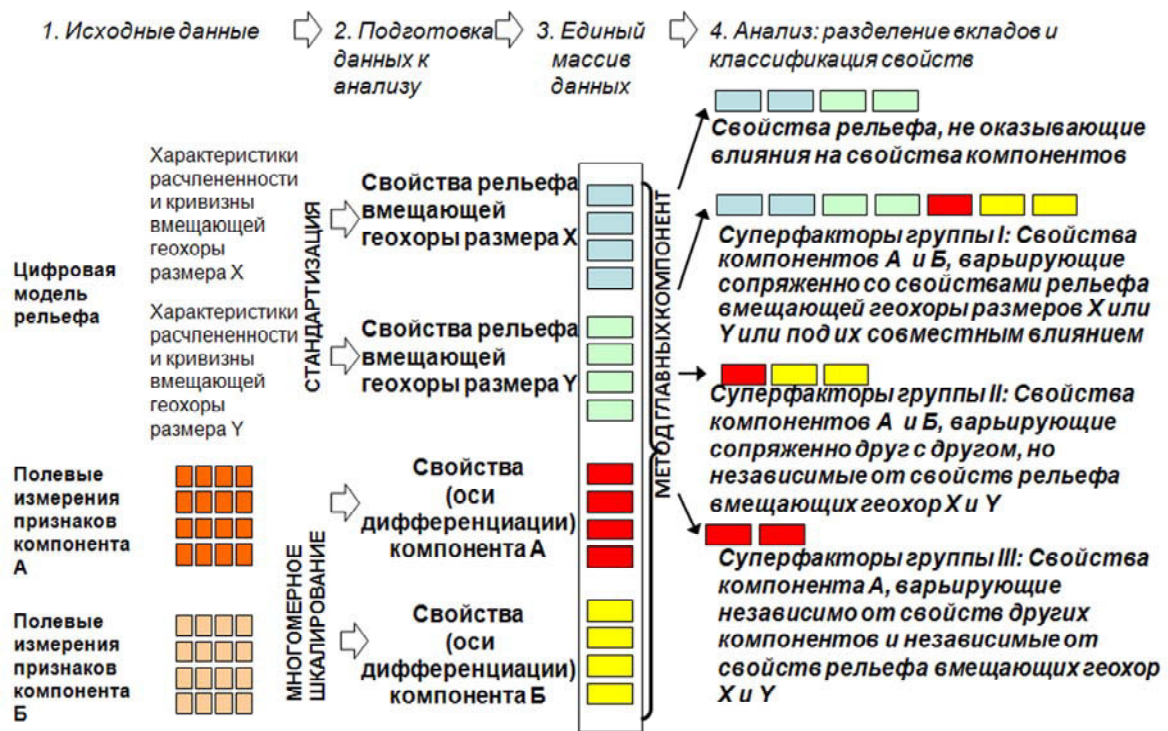 1. Исходные данные
2. Подготовка
данных к
анализу
3. Единый
массив
данных
4. Анализ: разделение вкладов и
классификация свойств
Цифровая
модель
рельефа
Характеристики
расчлененности
и кривизны
вмещающей
геохоры
размера X
Характеристики
расчлененности
и кривизны
вмещающей
геохоры
размера Y
СТАНДАРТИЗАЦИЯ
Свойства рельефа
вмещающей
геохоры размера X
Свойства рельефа
вмещающей
геохоры размера Y
Полевые
измерения
признаков
компонента
А
Полевые
измерения
признаков
компонента
Б
МНОГОМЕРНОЕ
ШКАЛИРОВАНИЕ
Свойства
(оси
дифференциации)
компонента А
Свойства
(оси
дифференциации)
компонента Б
МЕТОД ГЛАВНЫХ КОМПОНЕНТ
Свойства рельефа, не оказывающие
влияния на свойства компонентов
Суперфакторы группы I: Свойства
компонентов А и Б, варьирующие
сопряженно со свойствами рельефа
вмещающей геохоры размеров X или
Y или под их совместным влиянием
Суперфакторы группы II: Свойства
компонентов А и Б, варьирующие
сопряженно друг с другом, но
независимые от свойств рельефа
вмещающих геохор X и Y
Суперфакторы группы III: Свойства
компонента А, варьирующие
независимо от свойств других
компонентов и независимые от
свойств рельефа вмещающих геохор
X и Y